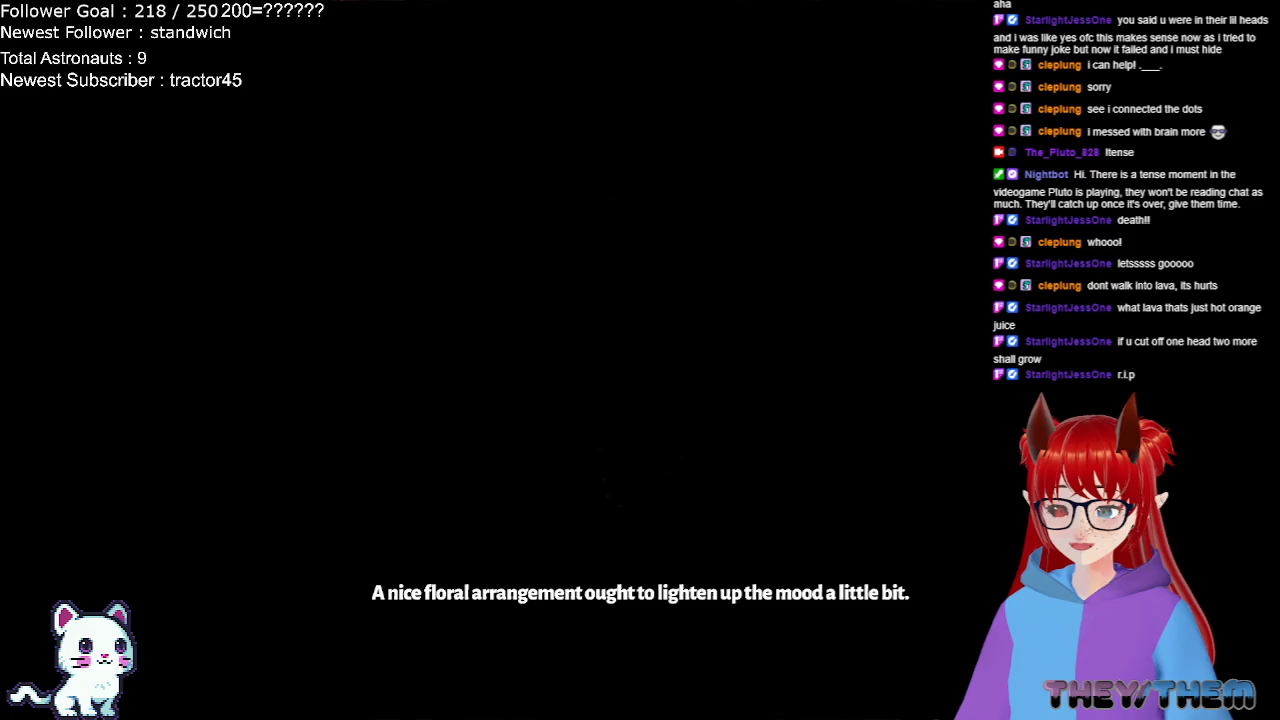 Follower Goal : 218 / 250 200=??????
Newest Follower : standwich
Total Astronauts : 9
Newest Subscriber : tractor45
aha
StarlightJessOne you said u were in their lil heads
and i was like yes ofc this makes sense now as i tried to
make funny joke but now it failed and i must hide
cleplung i can help! .___.
cleplung sorry
cleplung see i connected the dots
cleplung i messed with brain more
The_Pluto_828 !tense
Nightbot Hi. There is a tense moment in the
videogame Pluto is playing, they won't be reading chat as
much. They'll catch up once it's over, give them time.
StarlightJessOne death!!
cleplung whooo!
StarlightJessOne letsssss gooooo
cleplung dont walk into lava, its hurts
StarlightJessOne what lava thats just hot orange
juice
StarlightJessOne if u cut off one head two more
shall grow
StarlightJessOne r.i.p
A nice floral arrangement ought to lighten up the mood a little bit.
THEY/THEM